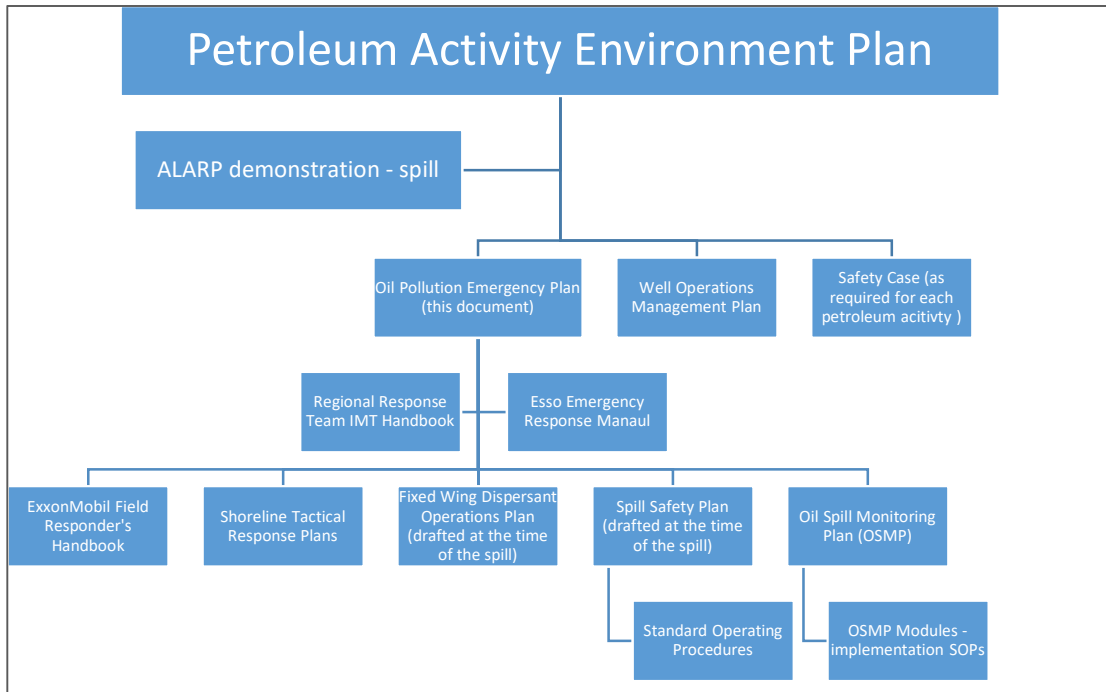 Petroleum Activity Environment Plan
ALARP demonstration - spill
Oil Pollution Emergency Plan
(this document)
Well Operations
Management Plan
Safety Case (as
required for each
petroleum acitivty )
Regional Response
Team IMT Handbook
Esso Emergency
Response Manaul
ExxonMobil Field
Responder's
Handbook
Shoreline Tactical
Response Plans
Fixed Wing Dispersant
Operations Plan
(drafted at the time
of the spill)
Spill Safety Plan
(drafted at the time
of the spill)
Oil Spill Monitoring
Plan (OSMP)
Standard Operating
Procedures
OSMP Modules -
implementation SOPs